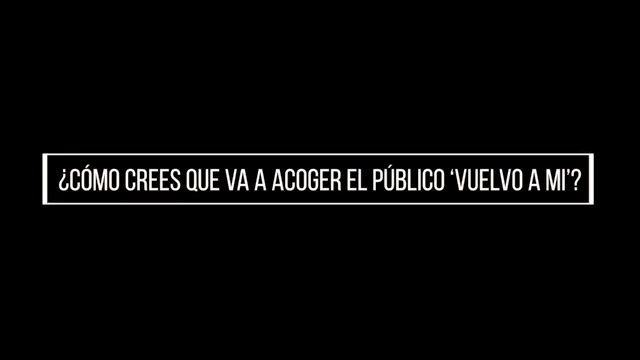 ¿CÓMO CREES QUE VA A ACOGER EL PÚBLICO ‘VUELVO A MI’?